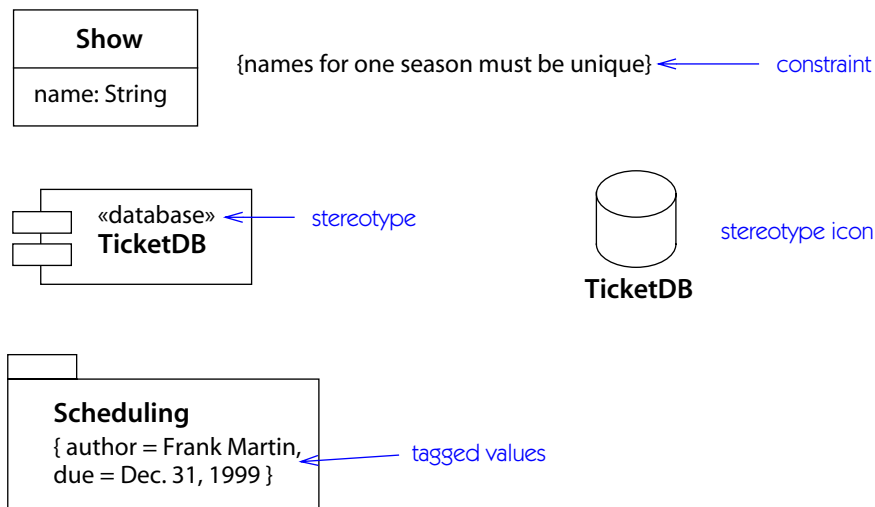 Show
name: String
{names for one season must be unique}
constraint
«database»
TicketDB
stereotype
stereotype icon
TicketDB
Scheduling
{ author = Frank Martin,
due = Dec. 31, 1999 }
tagged values